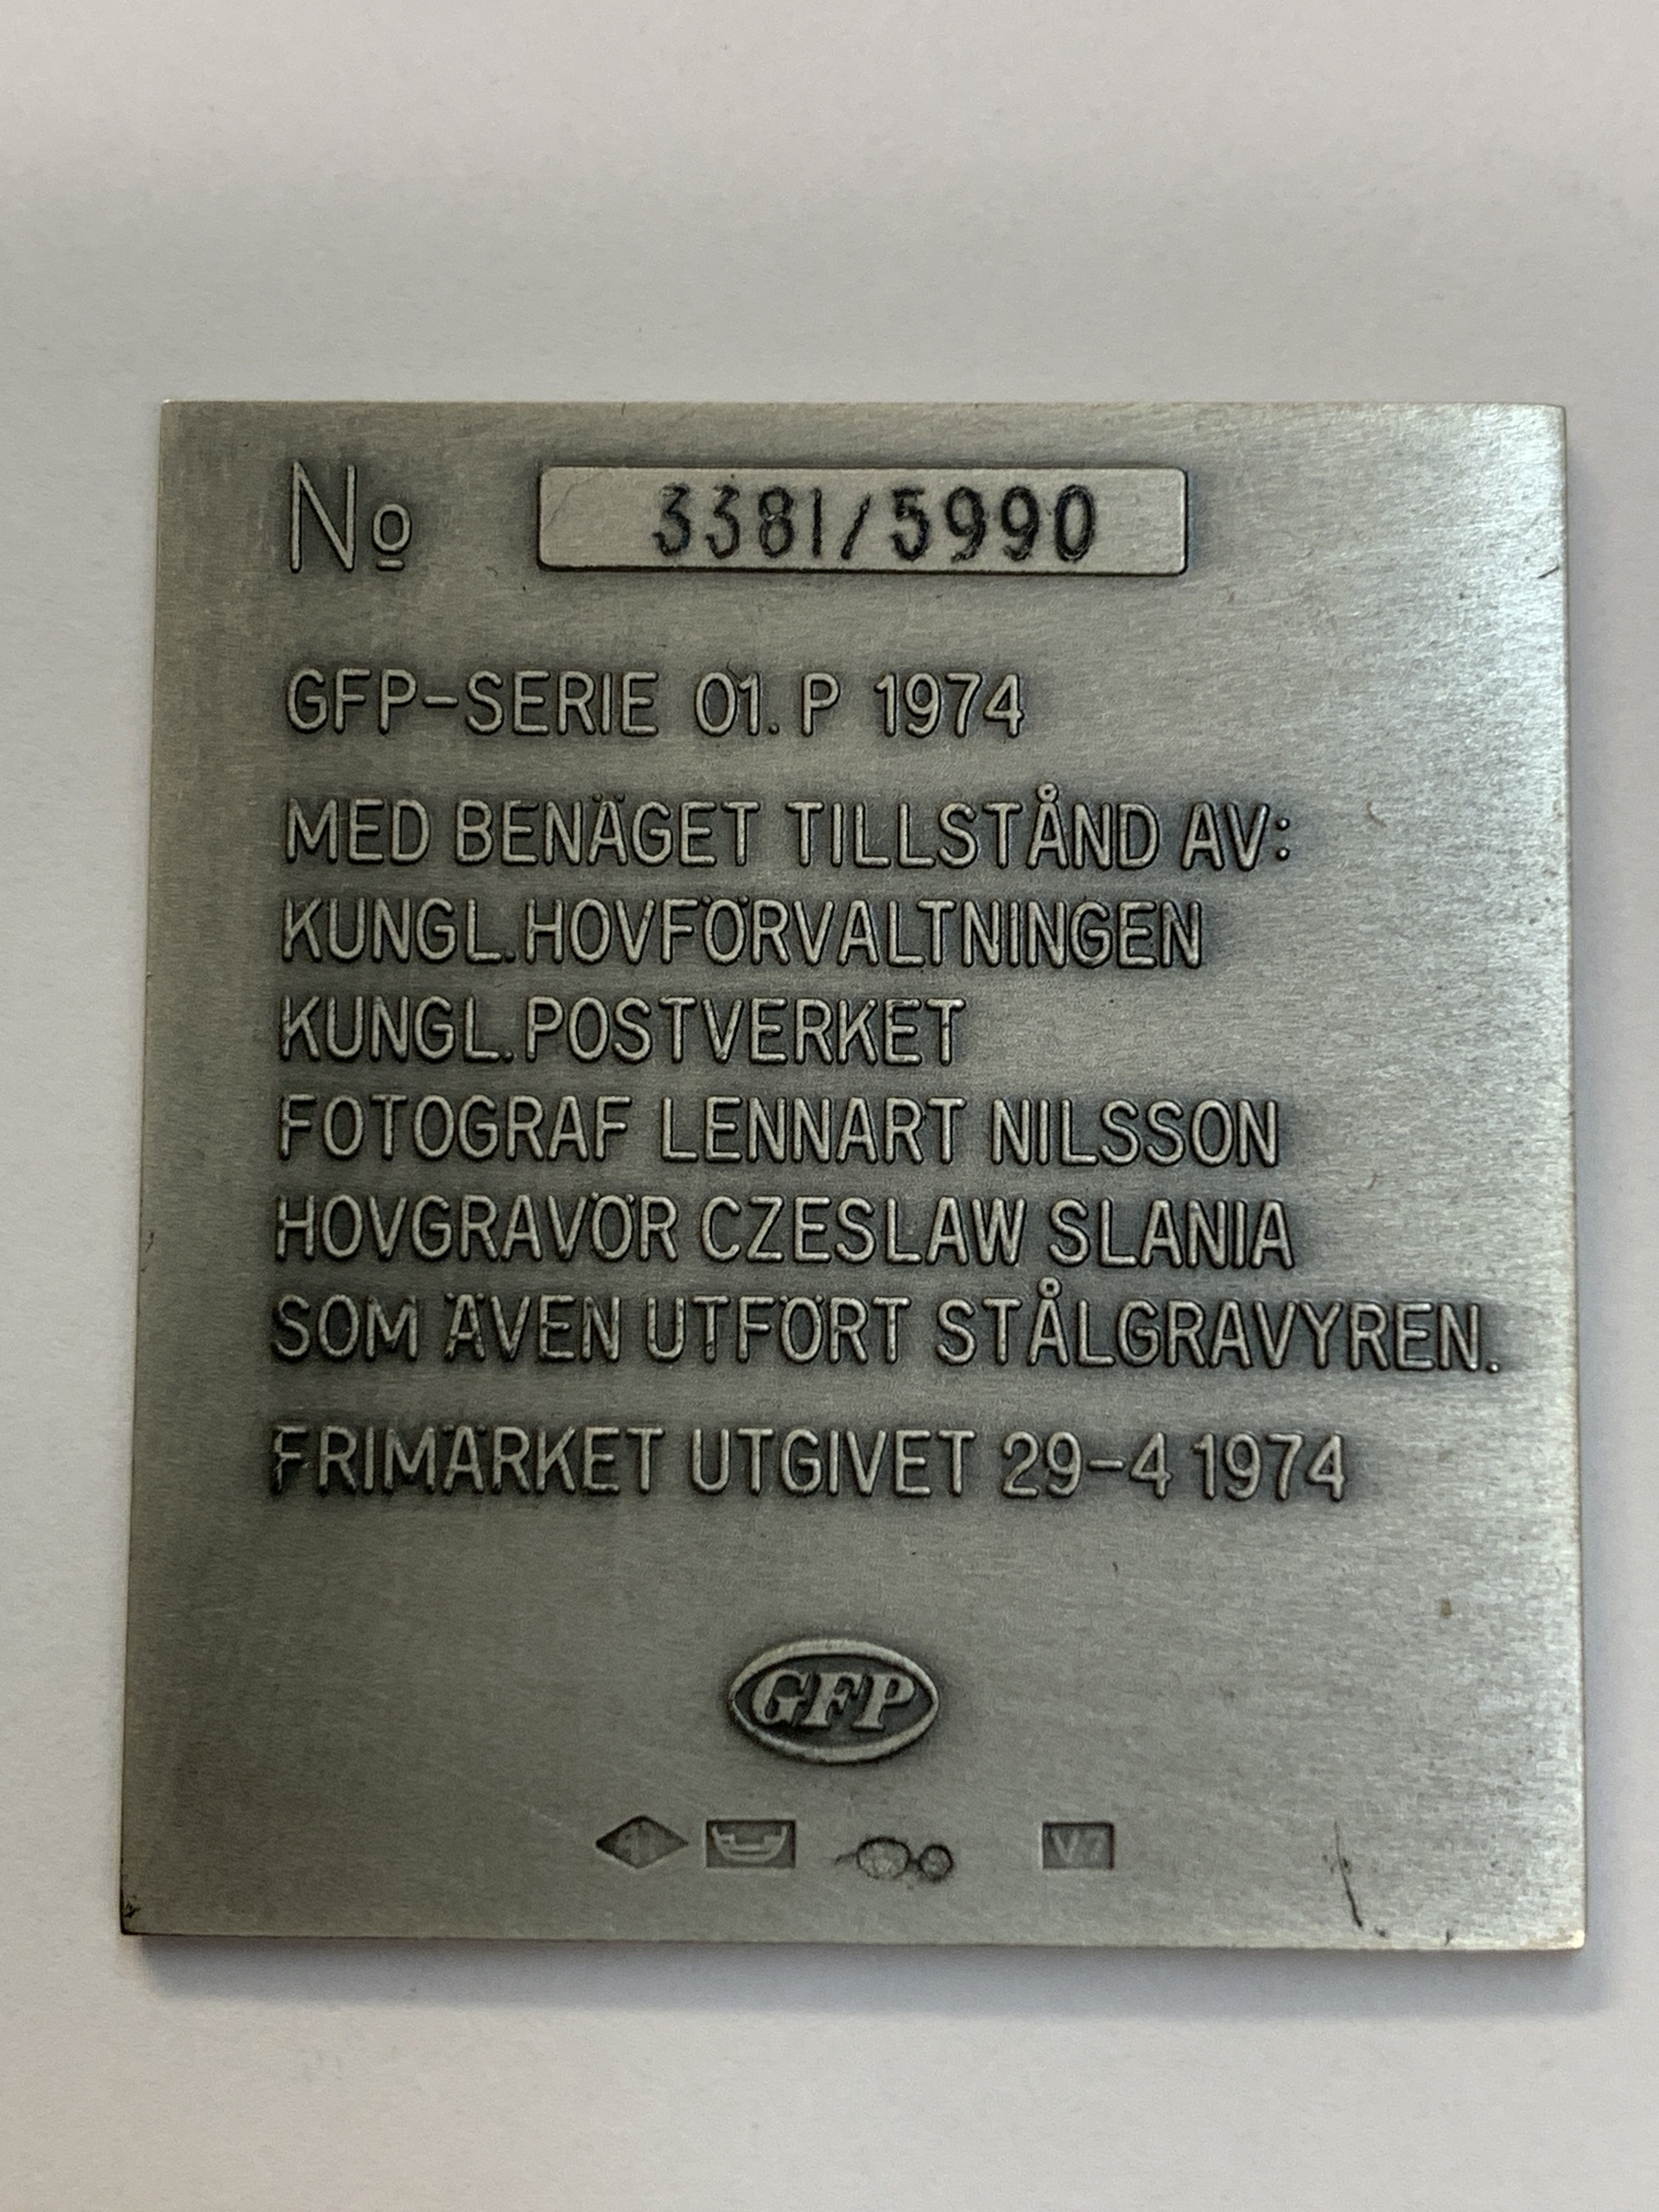 No 3381/5990
GFP-SERIE 01. P 1974
MED BENÄGET TILLSTÅND AV:
KUNGL. HOVFÖRVALTNINGEN
KUNGL. POSTVERKET
FOTOGRAF LENNART NILSSON
HOVGRAVÖR CZESLAW SLANIA
SOM ÄVEN UTFÖRT STÅLGRAVYREN.
FRIMÄRKET UTGIVET 29-4 1974
GFP
V7